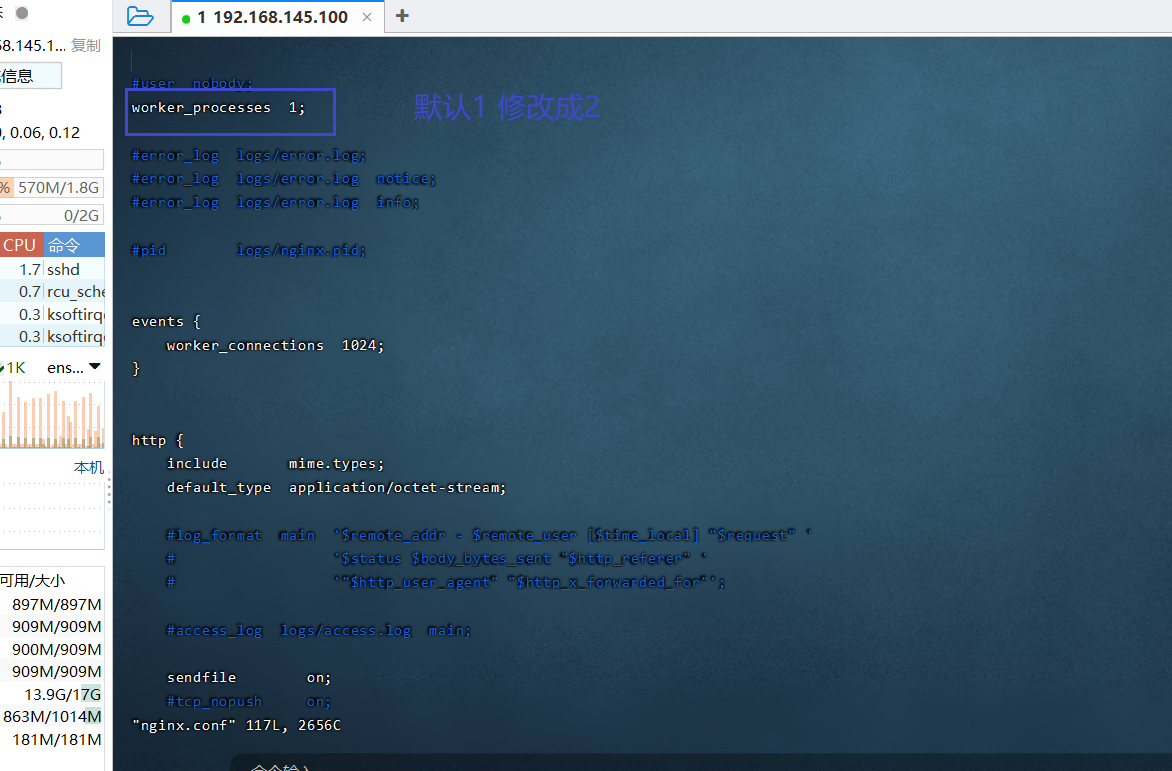 1 192.168.145.100
68.145.1... 复制
信息
, 0.06, 0.12
% 570M/1.8G
0/2G
CPU 命令
1.7 sshd
0.7 rcu_sche
0.3 ksoftirq
0.3 ksoftirq
1K ens...
本机
可用/大小
897M/897M
909M/909M
900M/909M
909M/909M
13.9G/17G
863M/1014M
181M/181M
#user  nobody;
worker_processes  1;
默认1 修改成2
#error_log  logs/error.log;
#error_log  logs/error.log  notice;
#error_log  logs/error.log  info;
#pid        logs/nginx.pid;
events {
    worker_connections  1024;
}
http {
    include       mime.types;
    default_type  application/octet-stream;
    #log_format  main  '$remote_addr - $remote_user [$time_local] "$request" '
    #                  '$status $body_bytes_sent "$http_referer" '
    #                  '"$http_user_agent" "$http_x_forwarded_for"';
    #access_log  logs/access.log  main;
    sendfile        on;
    #tcp_nopush     on;
"nginx.conf" 117L, 2656C
命令输入